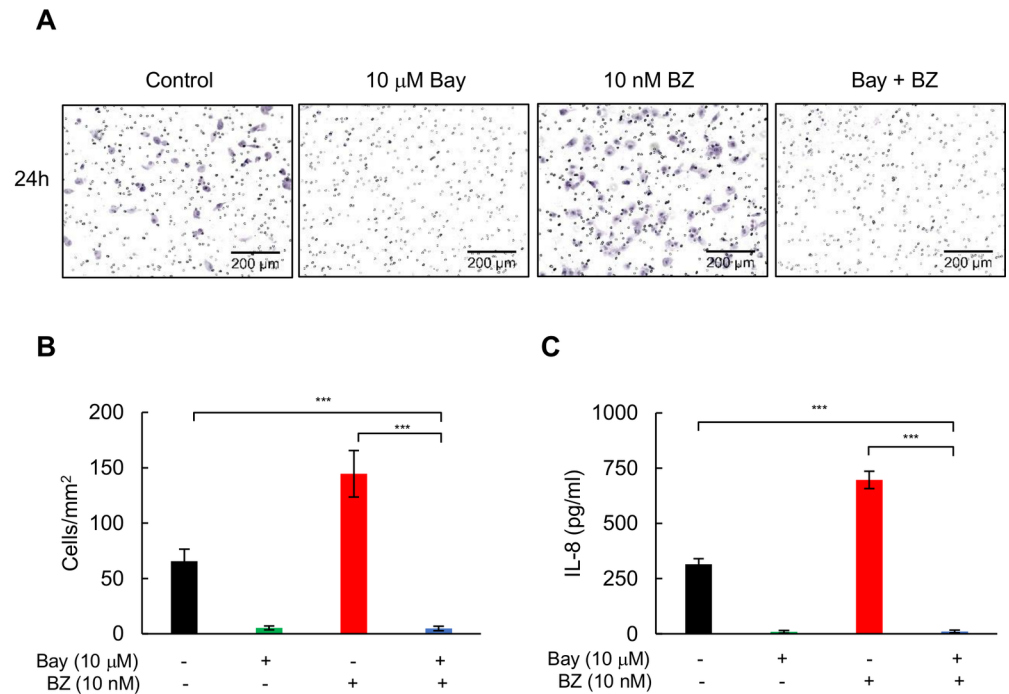 A
Control 10 μM Bay 10 nM BZ Bay + BZ
24h
200 μm 200 μm 200 μm 200 μm
B
200
150
100
50
0
Cells/mm²
***
***
Bay (10 μM) - + - +
BZ (10 nM) - - + +
C
1000
750
500
250
0
IL-8 (pg/ml)
***
***
Bay (10 μM) - + - +
BZ (10 nM) - - + +